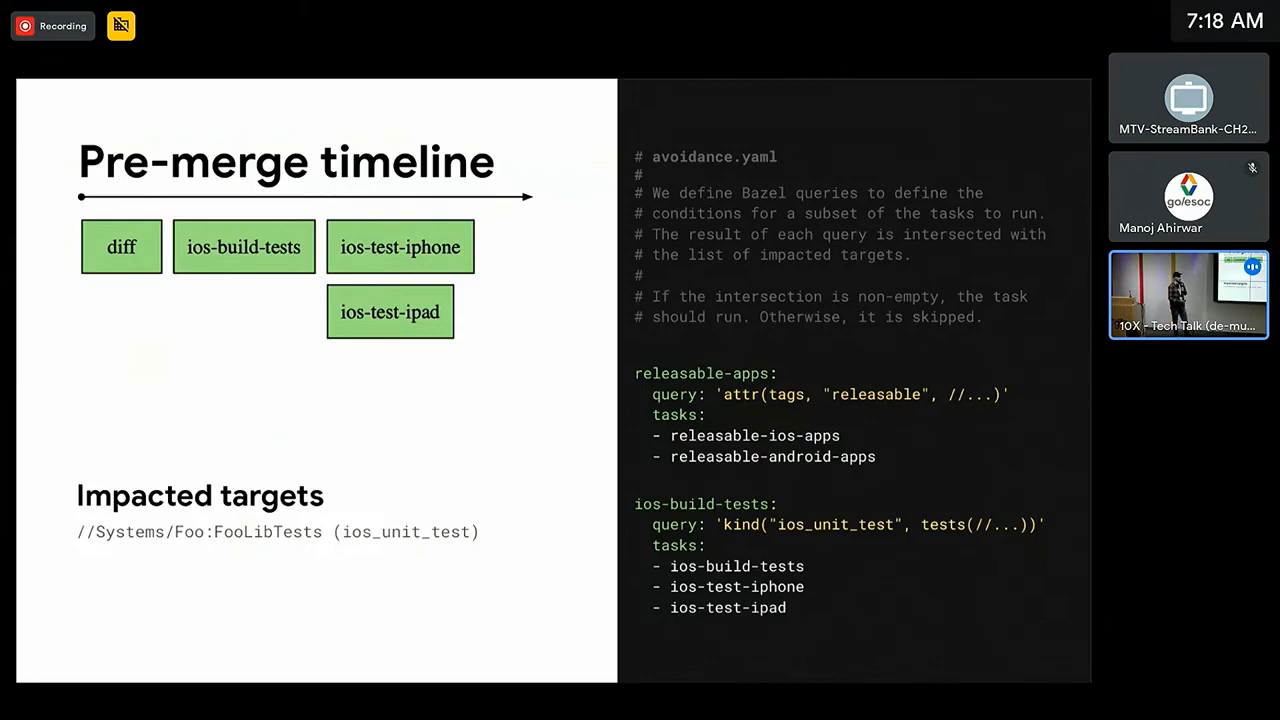 Recording
7:18 AM
Pre-merge timeline
diff
ios-build-tests
ios-test-iphone
ios-test-ipad
Impacted targets
//Systems/Foo:FooLibTests (ios_unit_test)
# avoidance.yaml
#
# We define Bazel queries to define the
# conditions for a subset of the tasks to run.
# The result of each query is intersected with
# the list of impacted targets.
#
# If the intersection is non-empty, the task
# should run. Otherwise, it is skipped.
releasable-apps:
query: 'attr(tags, "releasable", //...)'
tasks:
- releasable-ios-apps
- releasable-android-apps
ios-build-tests:
query: 'kind("ios_unit_test", tests(//...))'
tasks:
- ios-build-tests
- ios-test-iphone
- ios-test-ipad
MTV-StreamBank-CH2...
go/esoc
Manoj Ahirwar
10X - Tech Talk (de-mu...